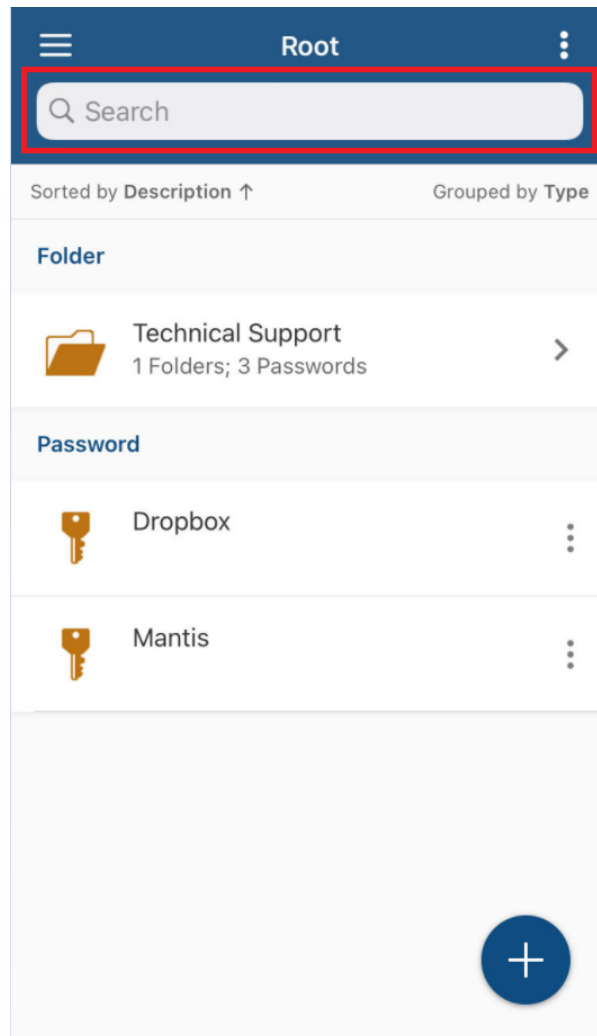 Root
Search
Sorted by Description ↑ Grouped by Type
Folder
Technical Support
1 Folders; 3 Passwords
Password
Dropbox
Mantis